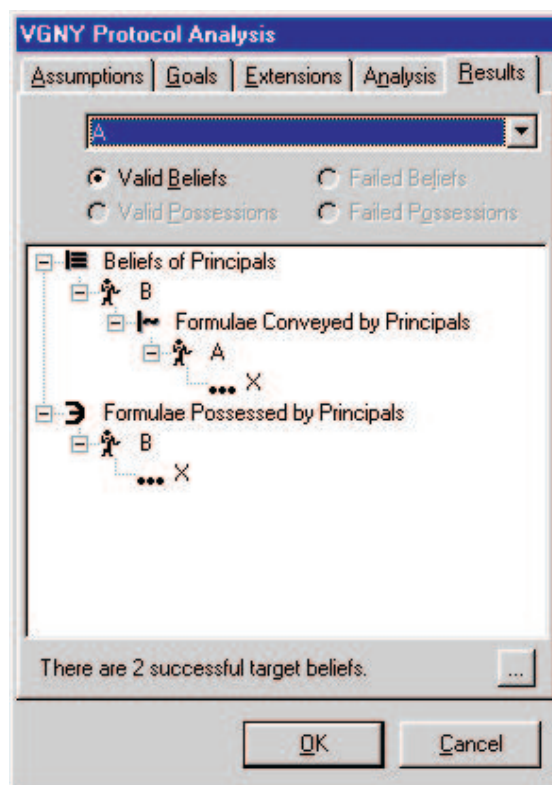 VGNY Protocol Analysis
Assumptions Goals Extensions Analysis Results
A
Valid Beliefs Failed Beliefs
Valid Possessions Failed Possessions
Beliefs of Principals
B
Formulae Conveyed by Principals
A
... X
Formulae Possessed by Principals
B
... X
There are 2 successful target beliefs. ...
OK Cancel